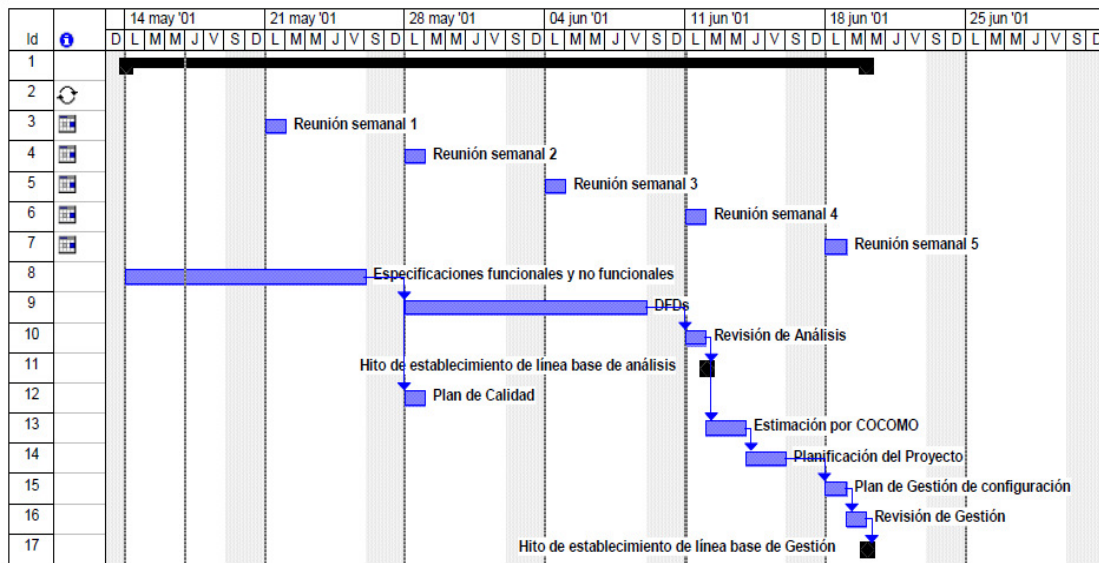 14 may '01 21 may '01 28 may '01 04 jun '01 11 jun '01 18 jun '01 25 jun '01
Id D L M M J V S D L M M J V S D L M M J V S D L M M J V S D L M M J V S D L M M J V S D L M M J V S D
1
2
3 Reunión semanal 1
4 Reunión semanal 2
5 Reunión semanal 3
6 Reunión semanal 4
7 Reunión semanal 5
8 Especificaciones funcionales y no funcionales
9 DFDs
10 Revisión de Análisis
11 Hito de establecimiento de línea base de análisis
12 Plan de Calidad
13 Estimación por COCOMO
14 Planificación del Proyecto
15 Plan de Gestión de configuración
16 Revisión de Gestión
17 Hito de establecimiento de línea base de Gestión